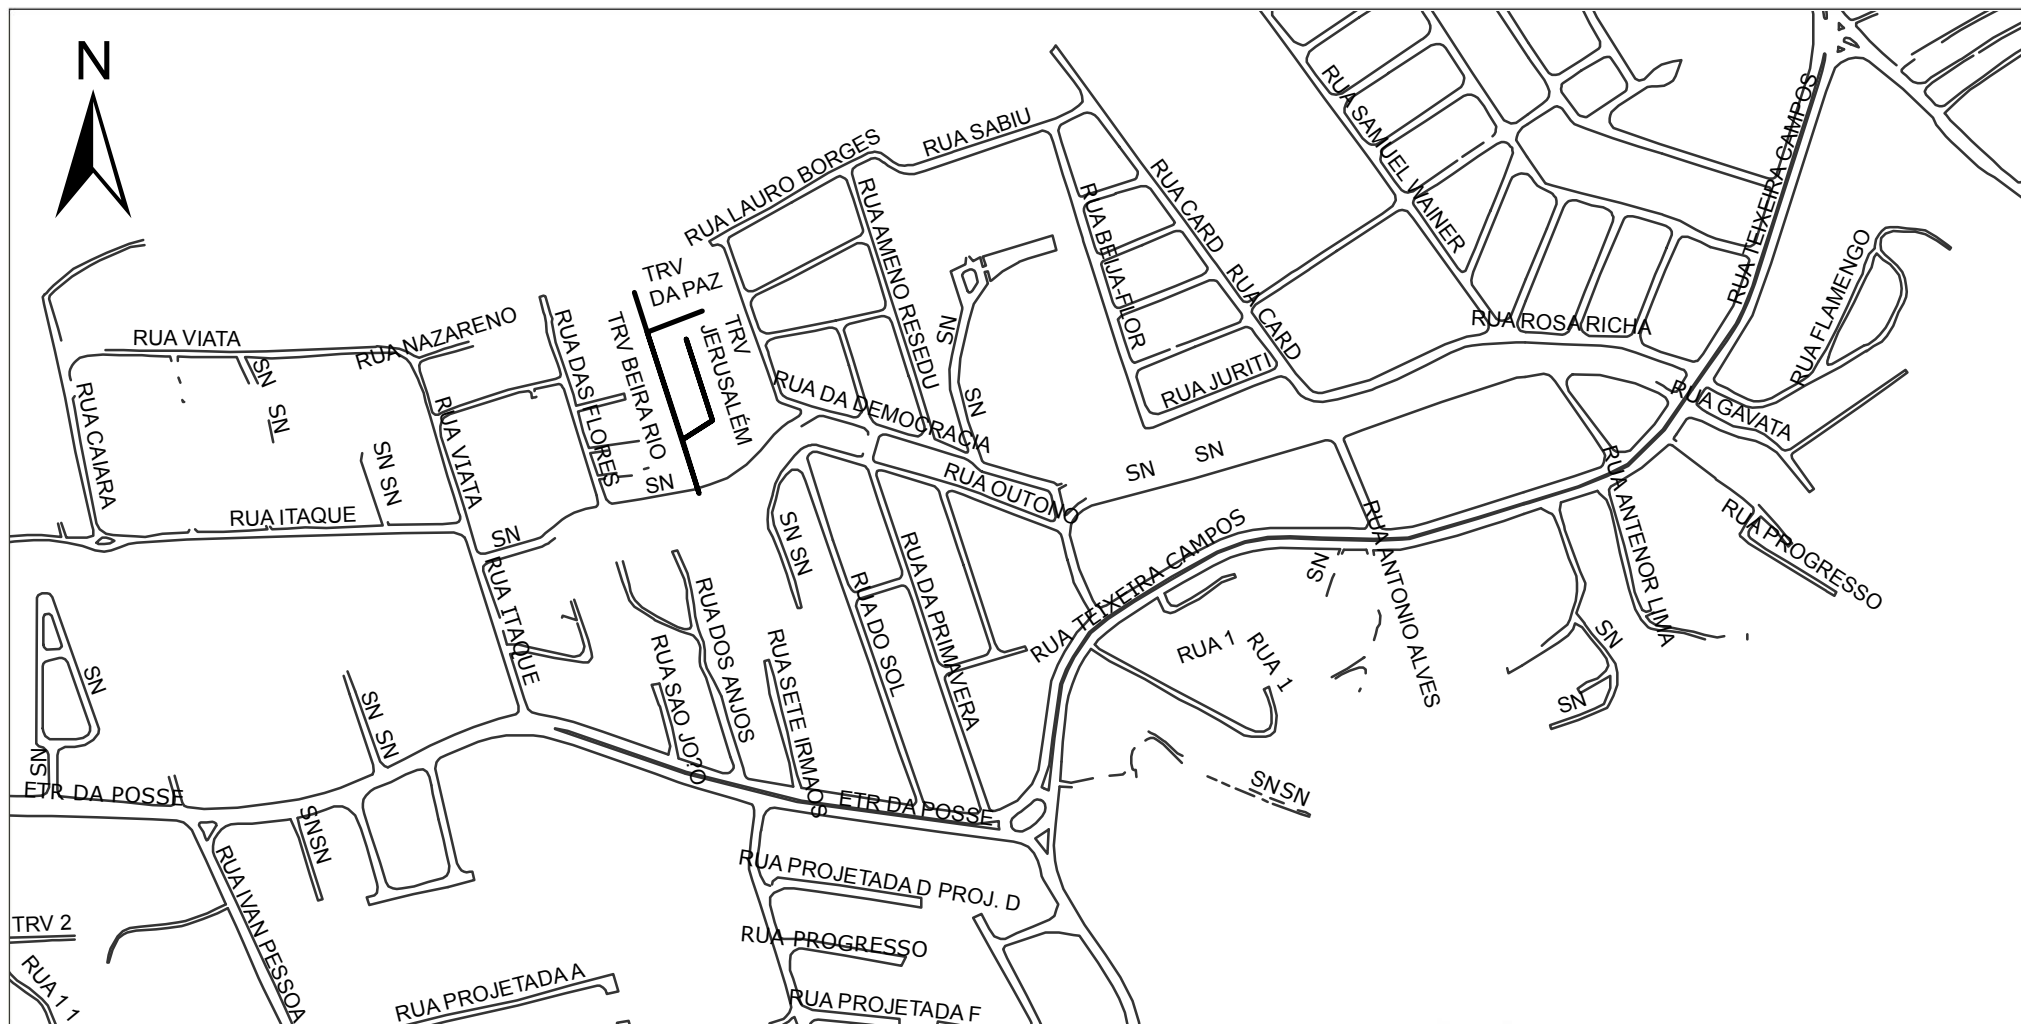 N
RUA SAMUEL WAINER
RUA TEIXEIRA CAMPOS
RUA SABIU
RUA LAURO BORGES
RUA CARD
RUA AMENO RESEDU
RUA BEIJA-FLOR
RUA FLAMENGO
TRV
DA PAZ
RUA CARD
RUA VIATA
RUA NAZARENO
RUA DAS FLORES
TRV BEIRA RIO
TRV
JERUSALÉM
SN
RUA ROSA RICHA
SN
RUA CAIARA
SN
RUA VIATA
RUA DA DEMOCRACIA
SN
RUA JURITI
RUA GAVATA
SN
SN
SN
SN
SN
SN
RUA OUTONO
RUA ITAQUE
SN
RUA ANTENOR LIMA
RUA PROGRESSO
SN
SN
RUA DA PRIMAVERA
RUA TEIXEIRA CAMPOS
RUA ANTONIO ALVES
SN
RUA ITAQUE
7
RUA DOS ANJOS
RUA DO SOL
RUA SAO JO?O
RUA SETE IRMAOS
RUA 1
RUA 1
SN
SN
SN
SN
SN
SN
SN
SN
ETR DA POSSE
ETR DA POSSE
SN
SN
RUA IVAN PESSOA
RUA PROJETADA D
PROJ. D
TRV 2
RUA PROGRESSO
RUA 1
1
RUA PROJETADA A
RUA PROJETADA F